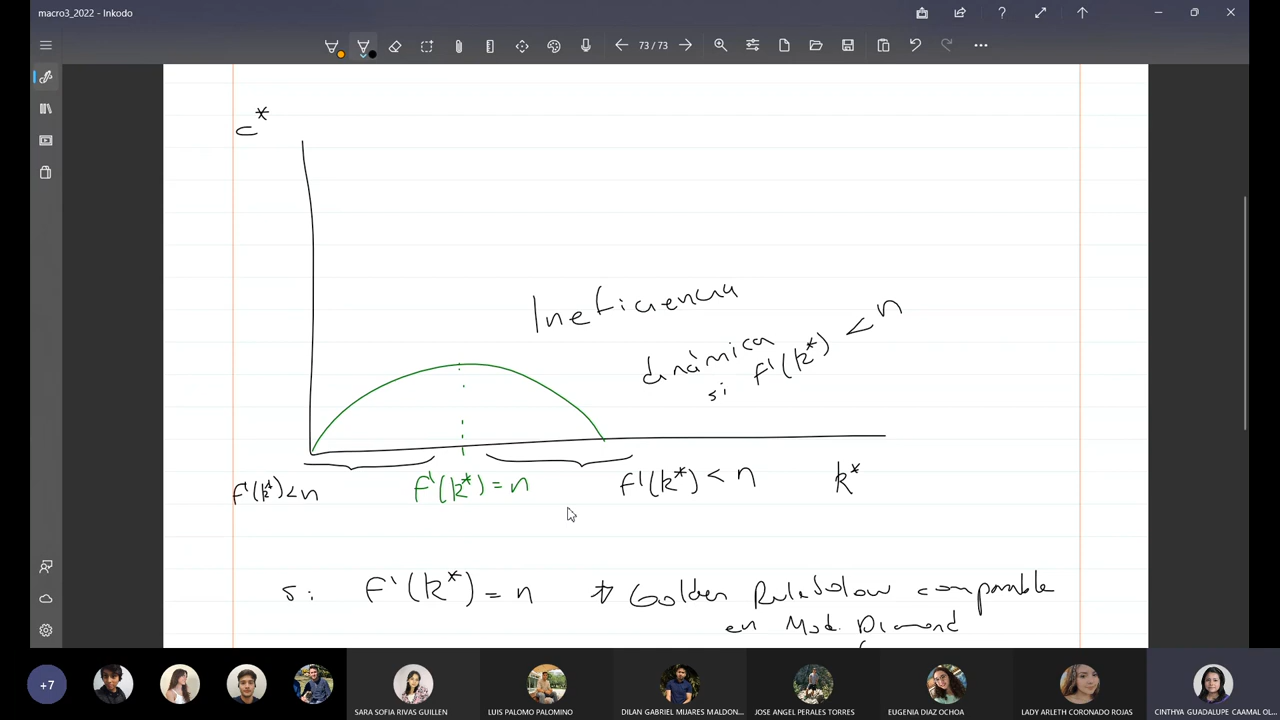 macro3_2022 - Inkodo
73 / 73
c*
Ineficiencia
dinámica
si f'(k*) < n
f'(k*) < n
f'(k*) = n
f'(k*) < n
k*
si f'(k*) = n * Golden Rule Solow comparable
en Mod. Diamond
+7
SARA SOFIA RIVAS GUILLEN
LUIS PALOMO PALOMINO
DILAN GABRIEL MIJARES MALDON...
JOSE ANGEL PERALES TORRES
EUGENIA DIAZ OCHOA
LADY ARLETH CORONADO ROJAS
CINTHYA GUADALUPE CAAMAL OL...